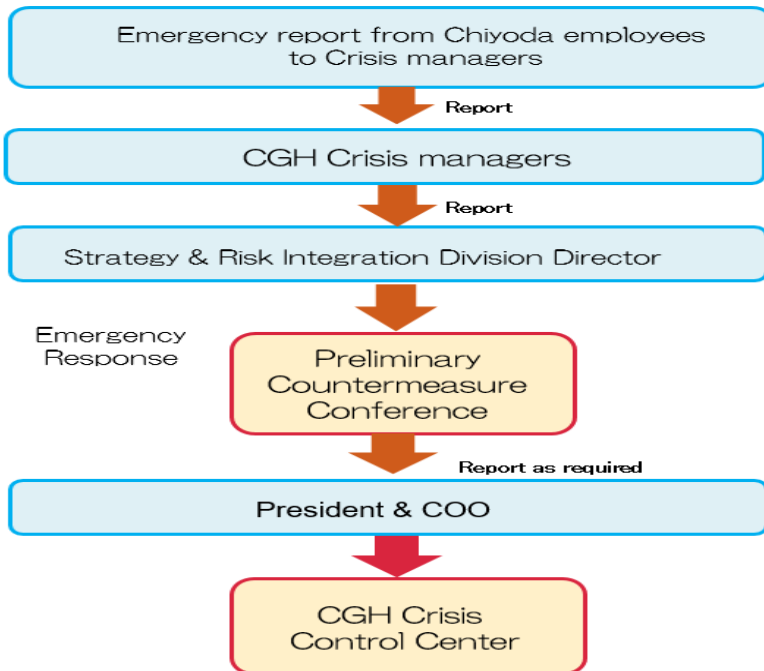 Emergency report from Chiyoda employees
to Crisis managers
Report
CGH Crisis managers
Report
Strategy & Risk Integration Division Director
Emergency
Response
Preliminary
Countermeasure
Conference
Report as required
President & COO
CGH Crisis
Control Center